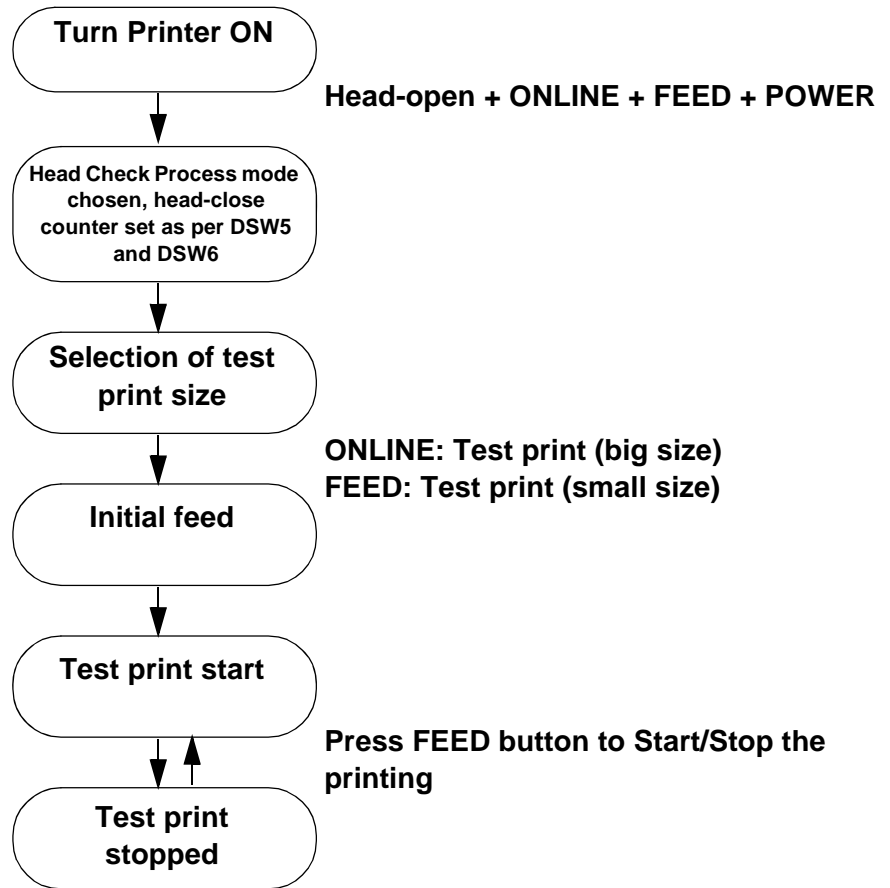 Turn Printer ON
Head-open + ONLINE + FEED + POWER
Head Check Process mode
chosen, head-close
counter set as per DSW5
and DSW6
Selection of test
print size
ONLINE: Test print (big size)
FEED: Test print (small size)
Initial feed
Test print start
Press FEED button to Start/Stop the
printing
Test print
stopped